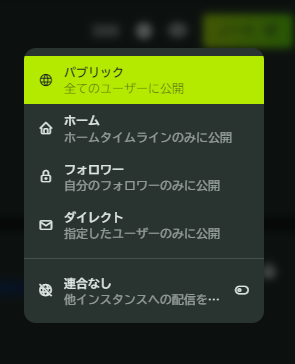 パブリック
全てのユーザーに公開
ホーム
ホームタイムラインのみに公開
フォロワー
自分のフォロワーのみに公開
ダイレクト
指定したユーザーのみに公開
連合なし
他インスタンスへの配信を…